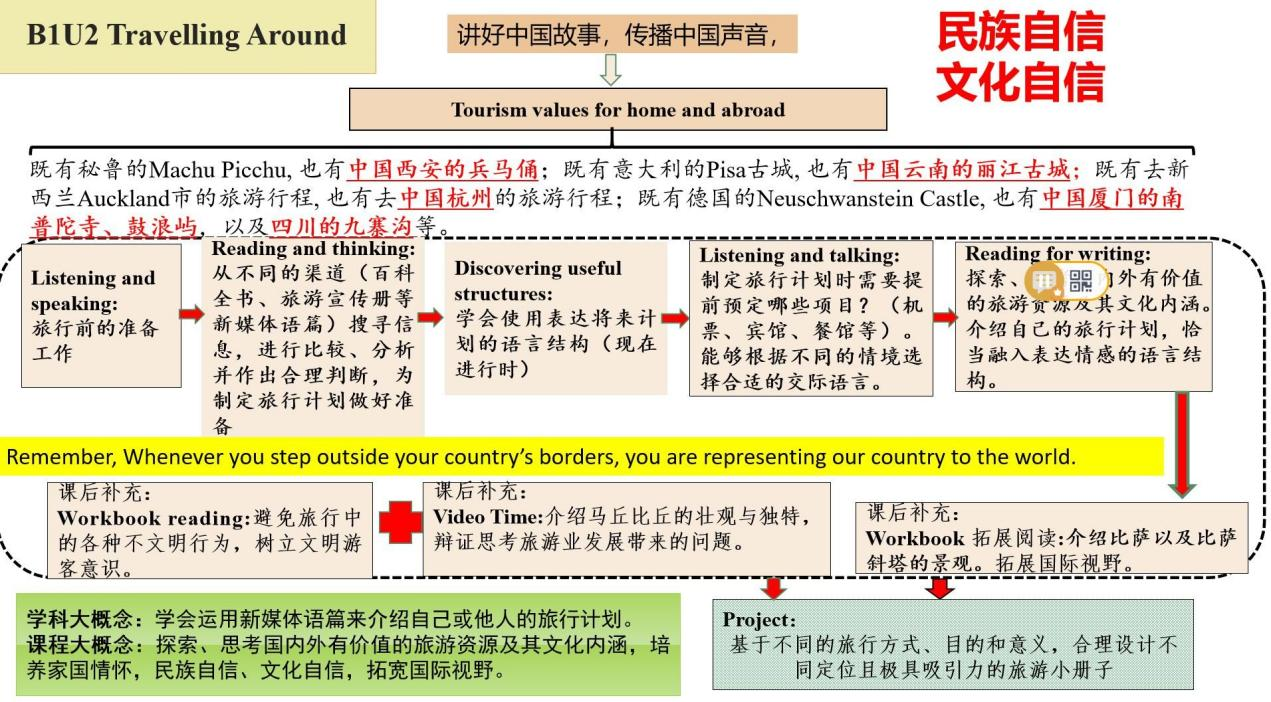 B1U2 Travelling Around
讲好中国故事，传播中国声音，
民族自信
文化自信
Tourism values for home and abroad
既有秘鲁的Machu Picchu, 也有中国西安的兵马俑；既有意大利的Pisa古城, 也有中国云南的丽江古城；既有去新
西兰Auckland市的旅游行程，也有去中国杭州的旅游行程；既有德国的Neuschwanstein Castle, 也有中国厦门的南
普陀寺、鼓浪屿，以及四川的九寨沟等。
Listening and
speaking:
旅行前的准备
工作
Reading and thinking:
从不同的渠道（百科
全书、旅游宣传册等
新媒体语篇）搜寻信
息，进行比较、分析
并作出合理判断，为
制定旅行计划做好准
备
Discovering useful
structures:
学会使用表达将来计
划的语言结构（现在
进行时）
Listening and talking:
制定旅行计划时需要提
前预定哪些项目？（机
票、宾馆、餐馆等）。
能够根据不同的情境选
择合适的交际语言。
Reading for writing:
探索、内外有价值
的旅游资源及其文化内涵。
介绍自己的旅行计划，恰
当融入表达情感的语言结
构。
Remember, Whenever you step outside your country’s borders, you are representing our country to the world.
课后补充：
Workbook reading:避免旅行中
的各种不文明行为，树立文明游
客意识。
课后补充：
Video Time:介绍马丘比丘的壮观与独特，
辩证思考旅游业发展带来的问题。
课后补充：
Workbook 拓展阅读:介绍比萨以及比萨
斜塔的景观。拓展国际视野。
学科大概念：学会运用新媒体语篇来介绍自己或他人的旅行计划。
课程大概念：探索、思考国内外有价值的旅游资源及其文化内涵，培
养家国情怀，民族自信、文化自信，拓宽国际视野。
Project：
基于不同的旅行方式、目的和意义，合理设计不
同定位且极具吸引力的旅游小册子